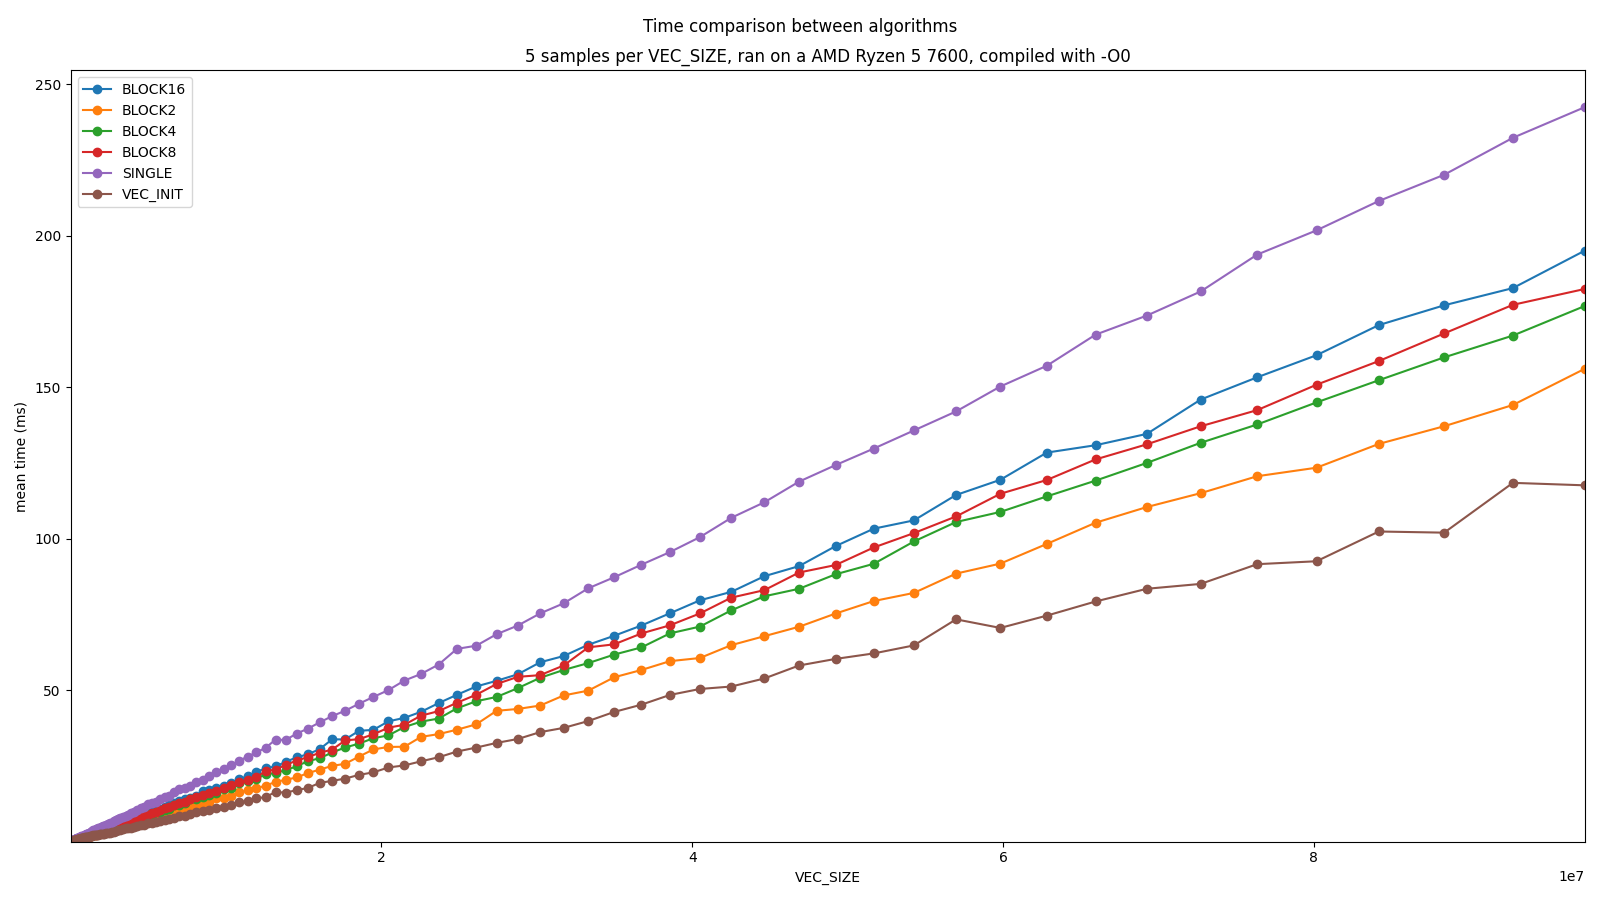 Time comparison between algorithms
5 samples per VEC_SIZE, ran on a AMD Ryzen 5 7600, compiled with -O0
250
200
150
100
50
mean time (ms)
BLOCK16
BLOCK2
BLOCK4
BLOCK8
SINGLE
VEC_INIT
2 4 6 8
1e7
VEC_SIZE